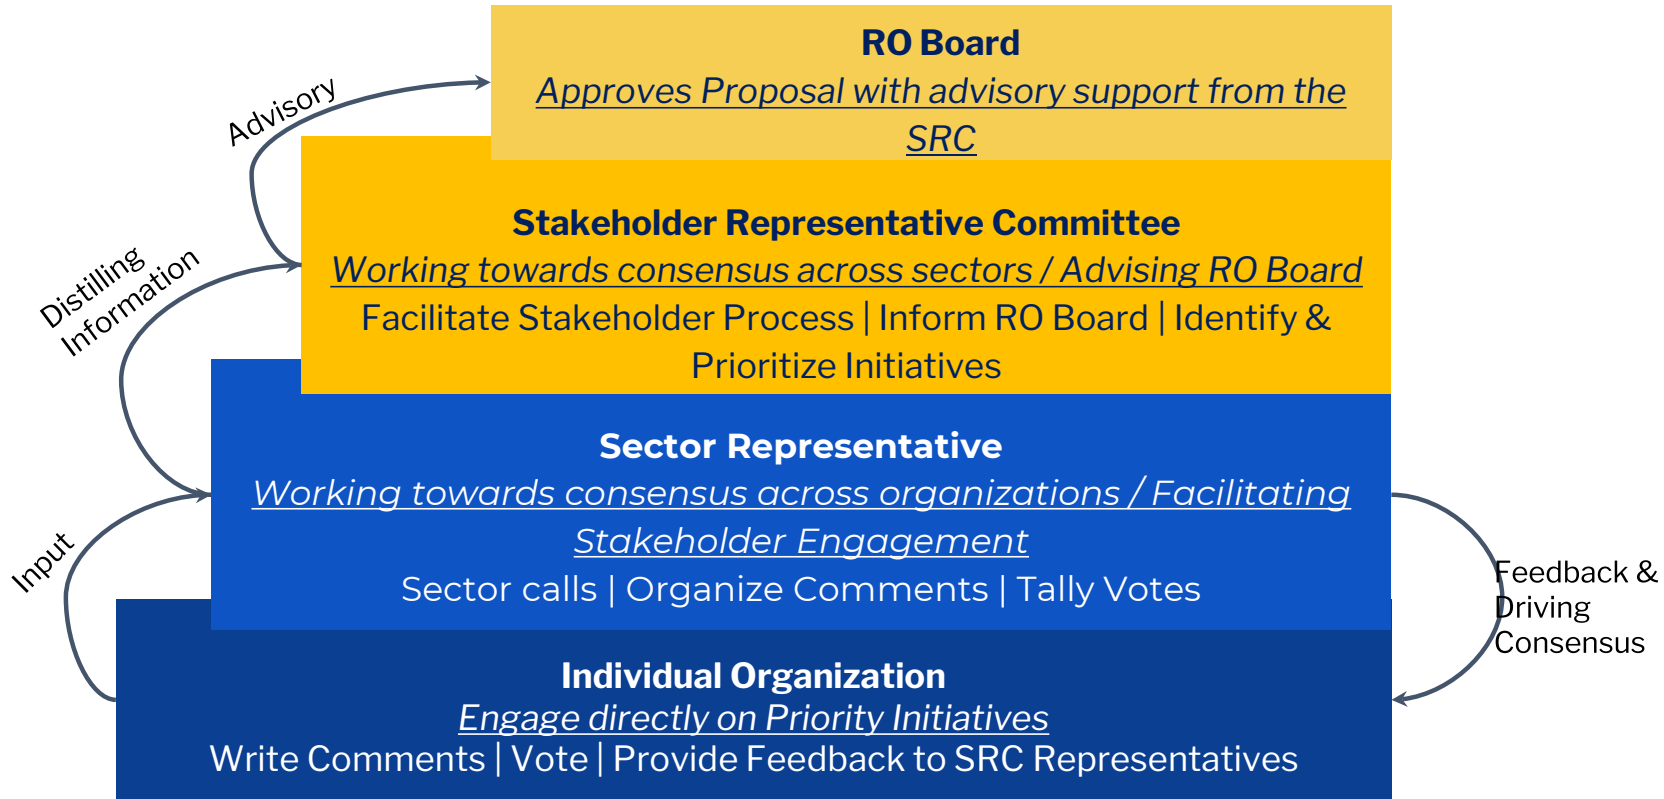 RO Board
Approves Proposal with advisory support from the
SRC
Advisory
Stakeholder Representative Committee
Working towards consensus across sectors / Advising RO Board
Facilitate Stakeholder Process | Inform RO Board | Identify &
Prioritize Initiatives
Distilling
Information
Sector Representative
Working towards consensus across organizations / Facilitating
Stakeholder Engagement
Sector calls | Organize Comments | Tally Votes
Input
Feedback &
Driving
Consensus
Individual Organization
Engage directly on Priority Initiatives
Write Comments | Vote | Provide Feedback to SRC Representatives